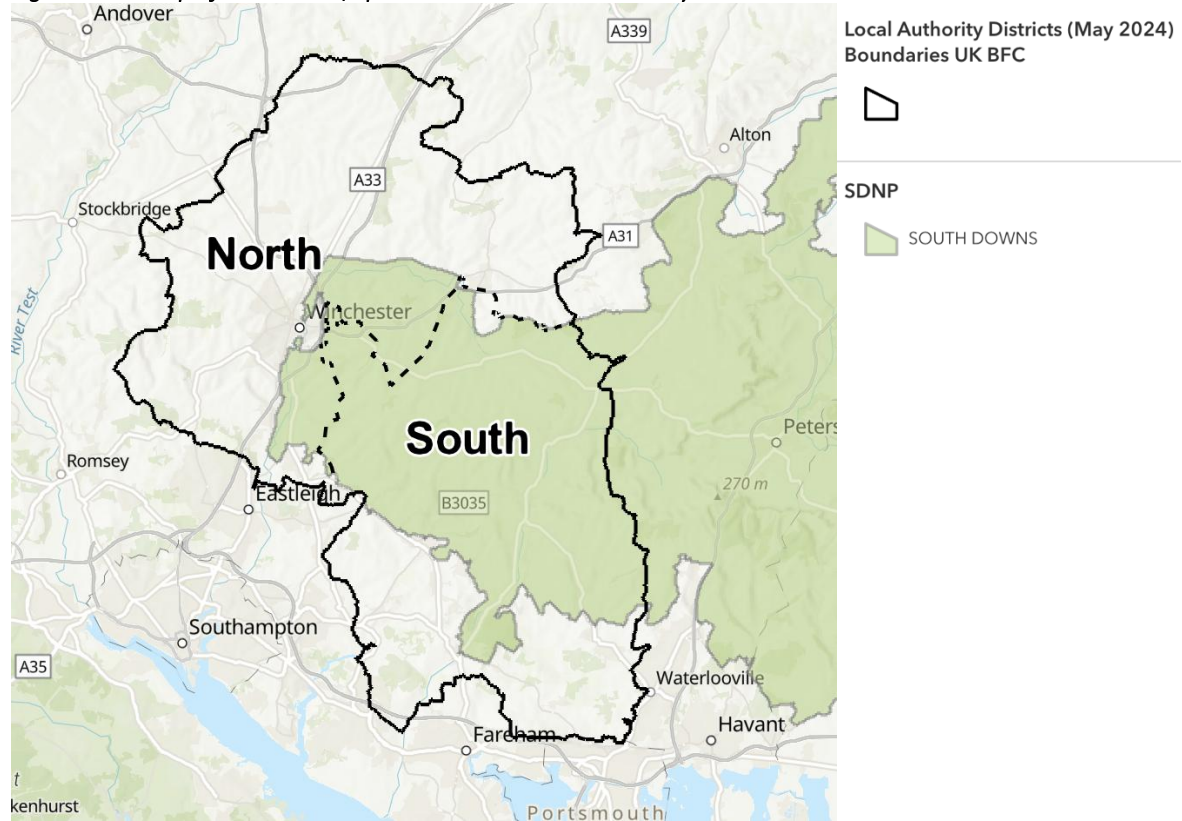 Andover
A339
Alton
A33
Stockbridge
A31
North
River Test
Winchester
South
Peters
Romsey
270 m
Eastleigh
B3035
Southampton
A35
Waterlooville
Havant
Fareham
t
kenhurst
Portsmouth
Local Authority Districts (May 2024)
Boundaries UK BFC
SDNP
SOUTH DOWNS